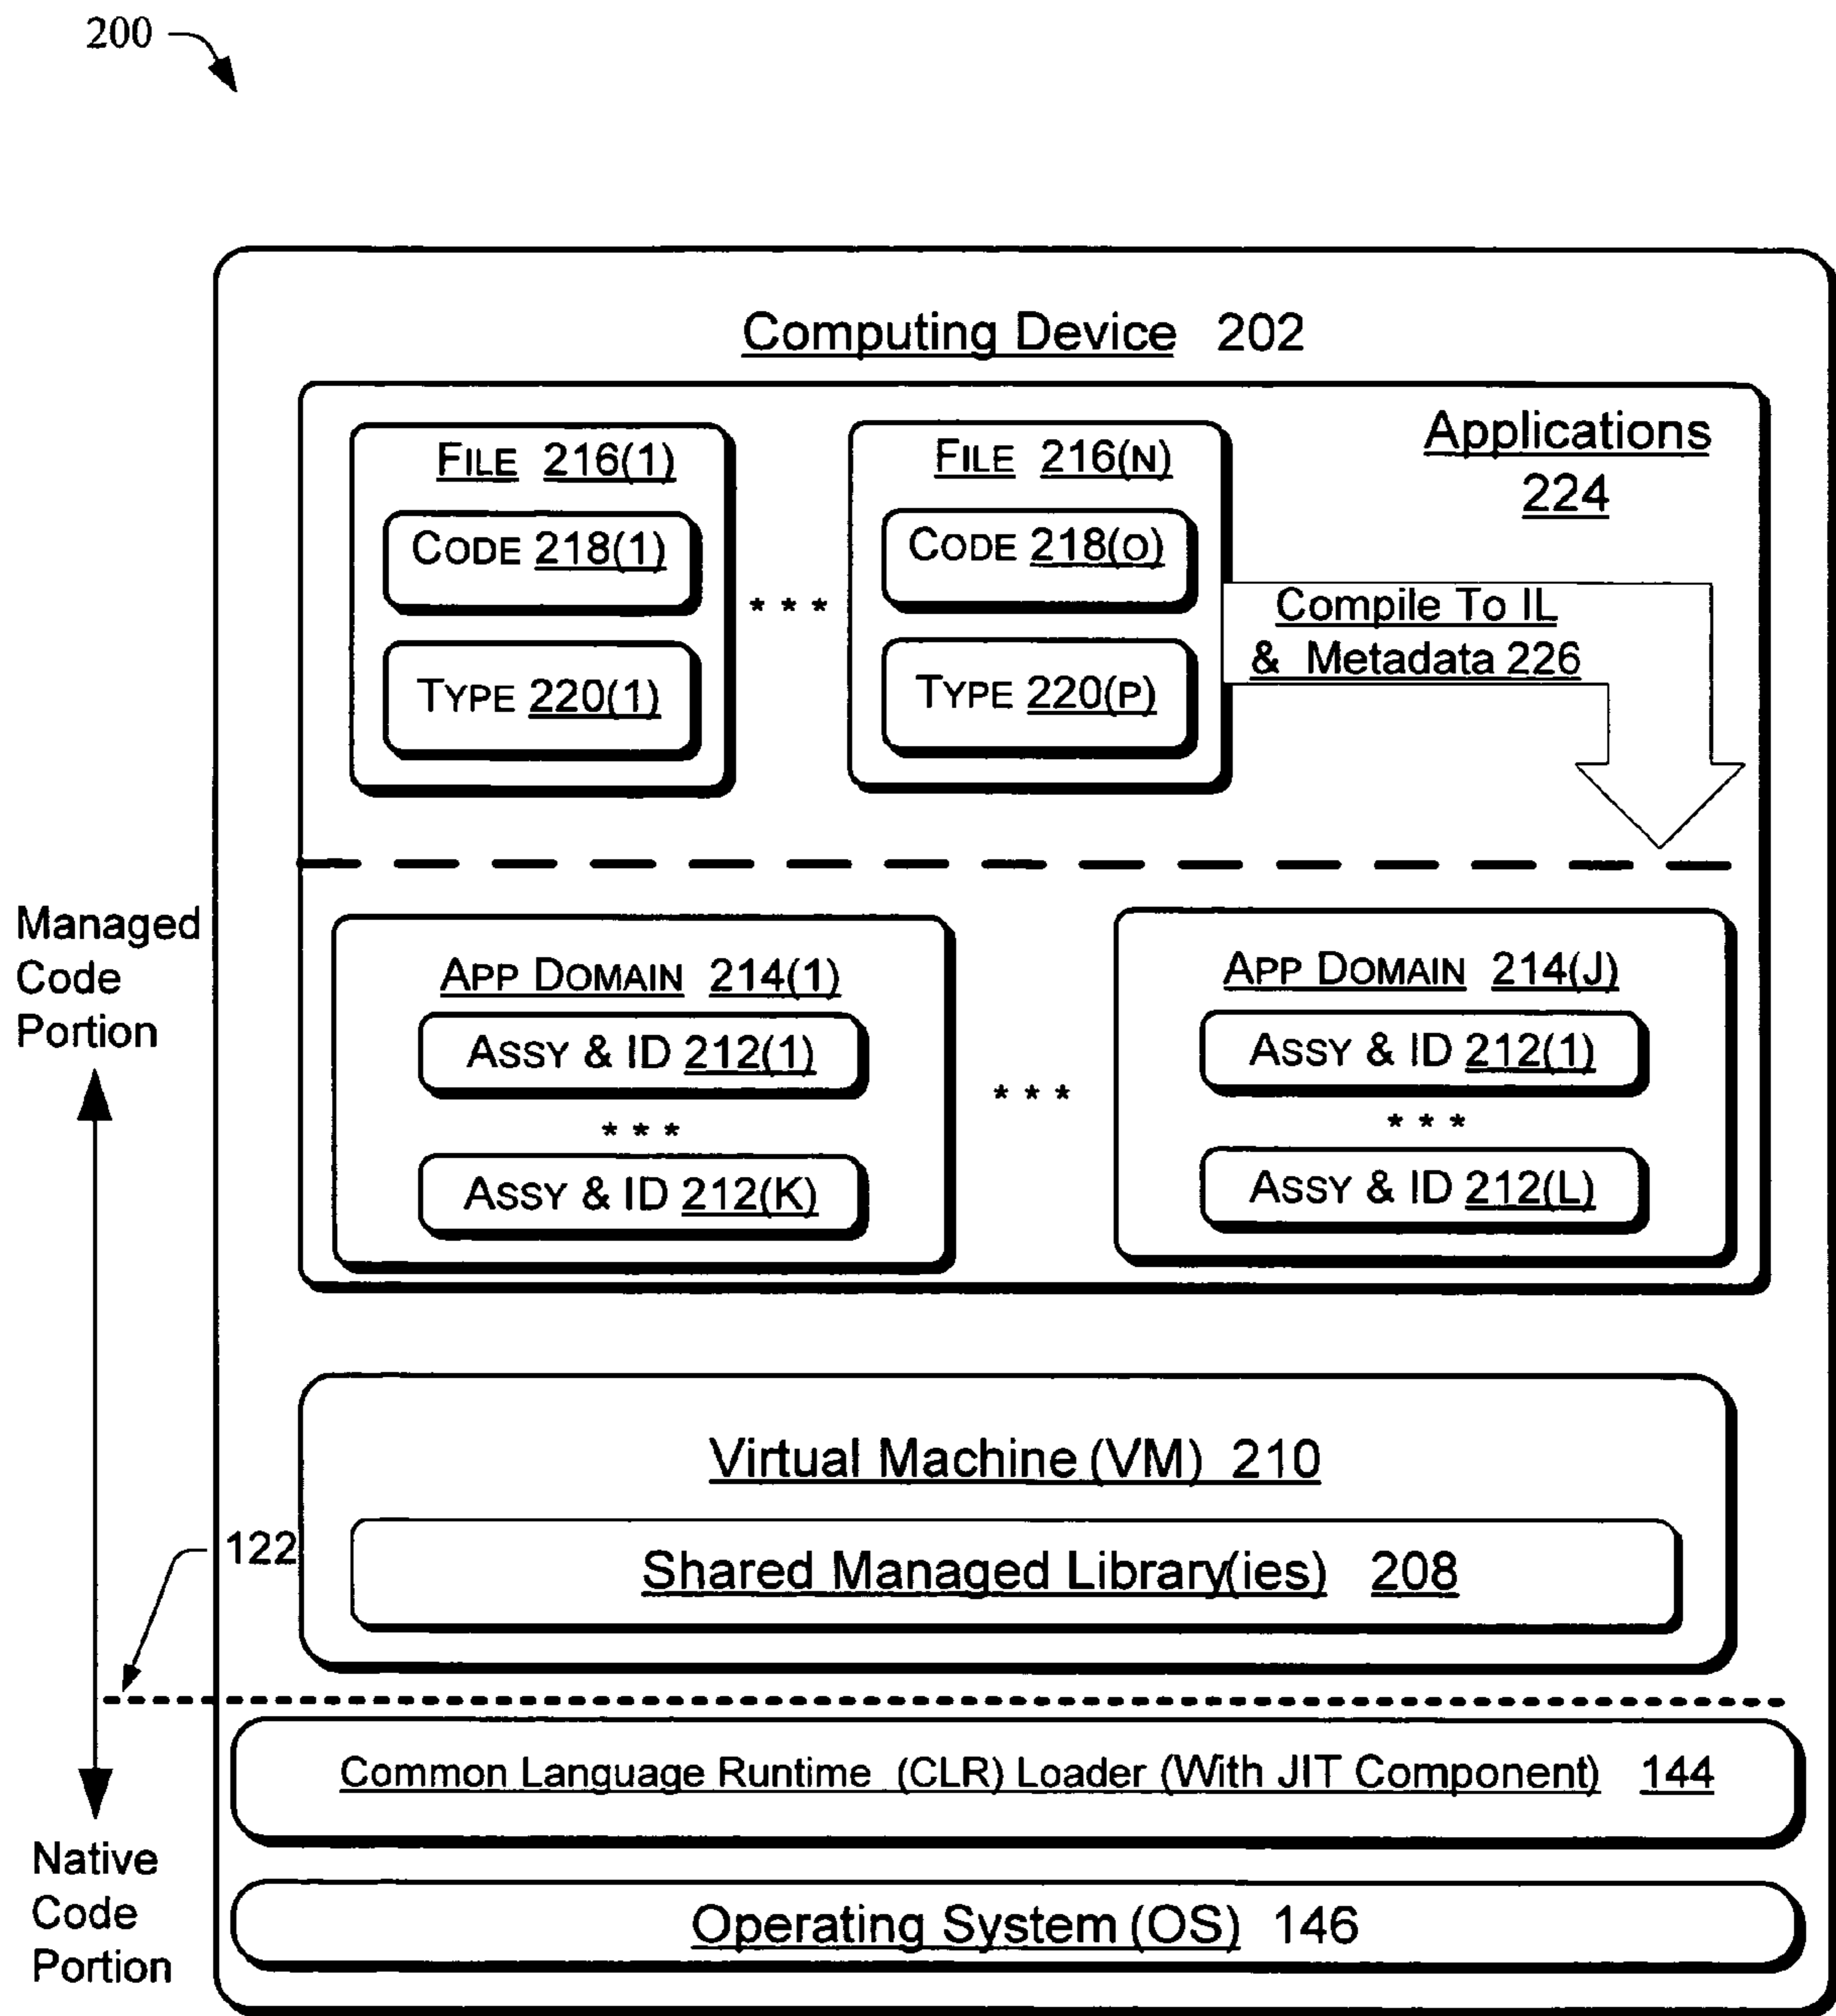 200
Computing Device 202
Applications
224
FILE 216(1)
CODE 218(1)
TYPE 220(1)
* * *
FILE 216(N)
CODE 218(O)
TYPE 220(P)
Compile To IL
& Metadata 226
Managed
Code
Portion
APP DOMAIN 214(1)
ASSY & ID 212(1)
* * *
ASSY & ID 212(K)
* * *
APP DOMAIN 214(J)
ASSY & ID 212(1)
* * *
ASSY & ID 212(L)
Virtual Machine (VM) 210
122
Shared Managed Library(ies) 208
Common Language Runtime (CLR) Loader (With JIT Component) 144
Native
Code
Portion
Operating System (OS) 146